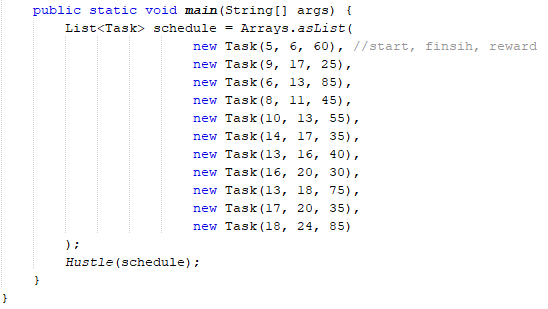 public static void main(String[] args) {
List<Task> schedule = Arrays.asList(
new Task(5, 6, 60), //start, finsih, reward
new Task(9, 17, 25),
new Task(6, 13, 85),
new Task(8, 11, 45),
new Task(10, 13, 55),
new Task(14, 17, 35),
new Task(13, 16, 40),
new Task(16, 20, 30),
new Task(13, 18, 75),
new Task(17, 20, 35),
new Task(18, 24, 85)
);
Hustle(schedule);
}
}